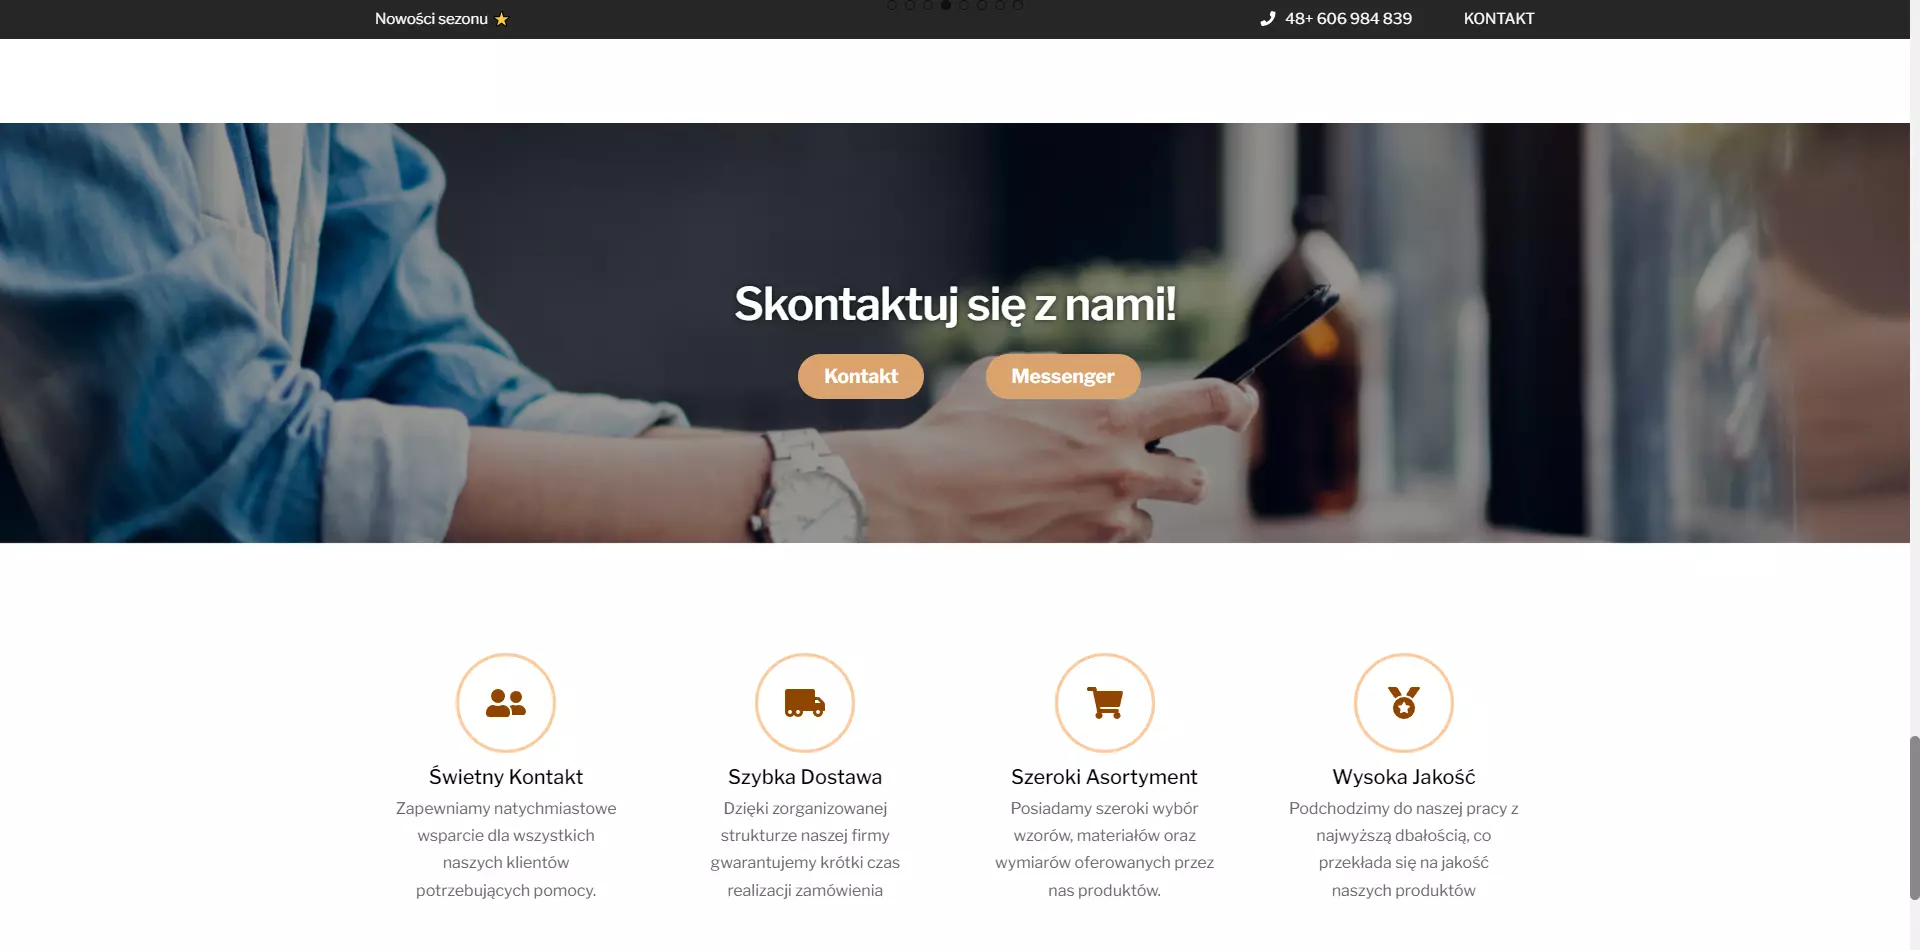 Nowości sezonu ⭐
48+ 606 984 839
KONTAKT
Skontaktuj się z nami!
Kontakt
Messenger
Świetny Kontakt
Zapewniamy natychmiastowe
wsparcie dla wszystkich
naszych klientów
potrzebujących pomocy.
Szybka Dostawa
Dzięki zorganizowanej
strukturze naszej firmy
gwarantujemy krótki czas
realizacji zamówienia
Szeroki Asortyment
Posiadamy szeroki wybór
wzorów, materiałów oraz
wymiarów oferowanych przez
nas produktów.
Wysoka Jakość
Podchodzimy do naszej pracy z
najwyższą dbałością, co
przekłada się na jakość
naszych produktów